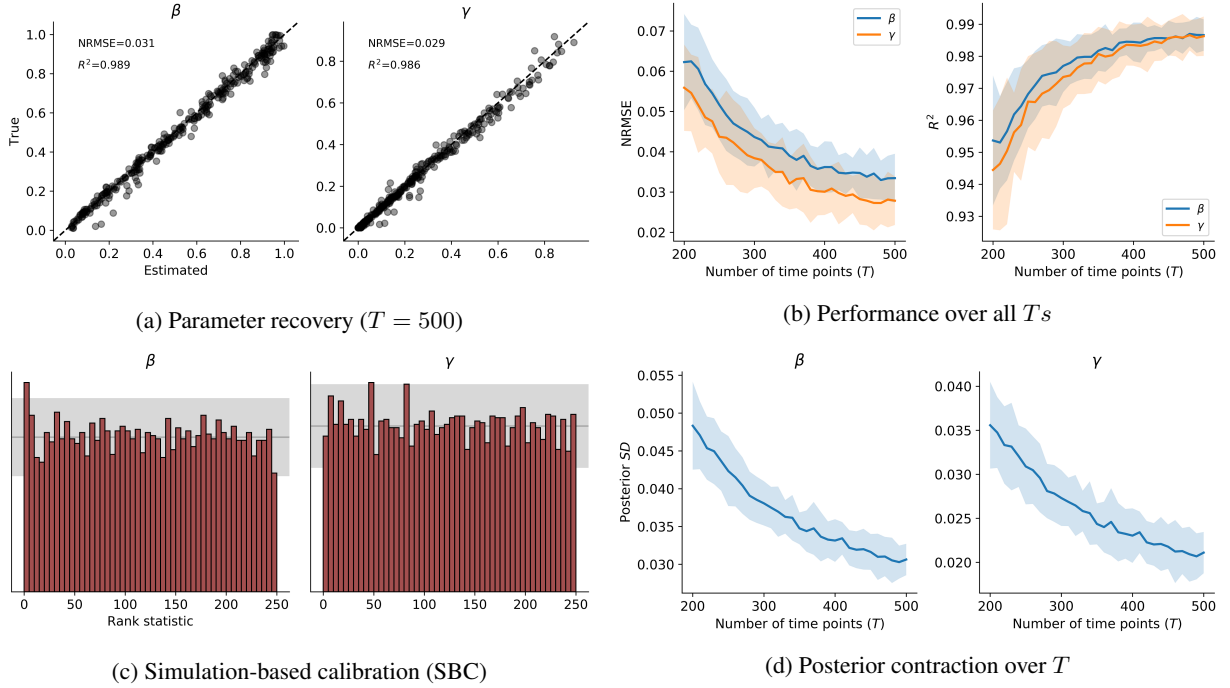 β
NRMSE=0.031
R²=0.989
True
1.0
0.8
0.6
0.4
0.2
0.0
0.0 0.2 0.4 0.6 0.8 1.0
Estimated
γ
NRMSE=0.029
R²=0.986
0.8
0.6
0.4
0.2
0.0
0.0 0.2 0.4 0.6 0.8
(a) Parameter recovery (T = 500)
β
γ
NRMSE
0.07
0.06
0.05
0.04
0.03
0.02
200 300 400 500
Number of time points (T)
R²
0.99
0.98
0.97
0.96
0.95
0.94
0.93
β
γ
200 300 400 500
Number of time points (T)
(b) Performance over all Ts
β
0 50 100 150 200 250
Rank statistic
γ
0 50 100 150 200 250
(c) Simulation-based calibration (SBC)
β
Posterior SD
0.055
0.050
0.045
0.040
0.035
0.030
200 300 400 500
Number of time points (T)
γ
0.040
0.035
0.030
0.025
0.020
200 300 400 500
Number of time points (T)
(d) Posterior contraction over T